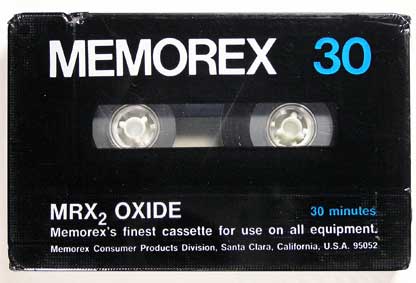 MEMOREX 30
MRX₂ OXIDE 30 minutes
Memorex's finest cassette for use on all equipment.
Memorex Consumer Products Division, Santa Clara, California, U.S.A. 95052